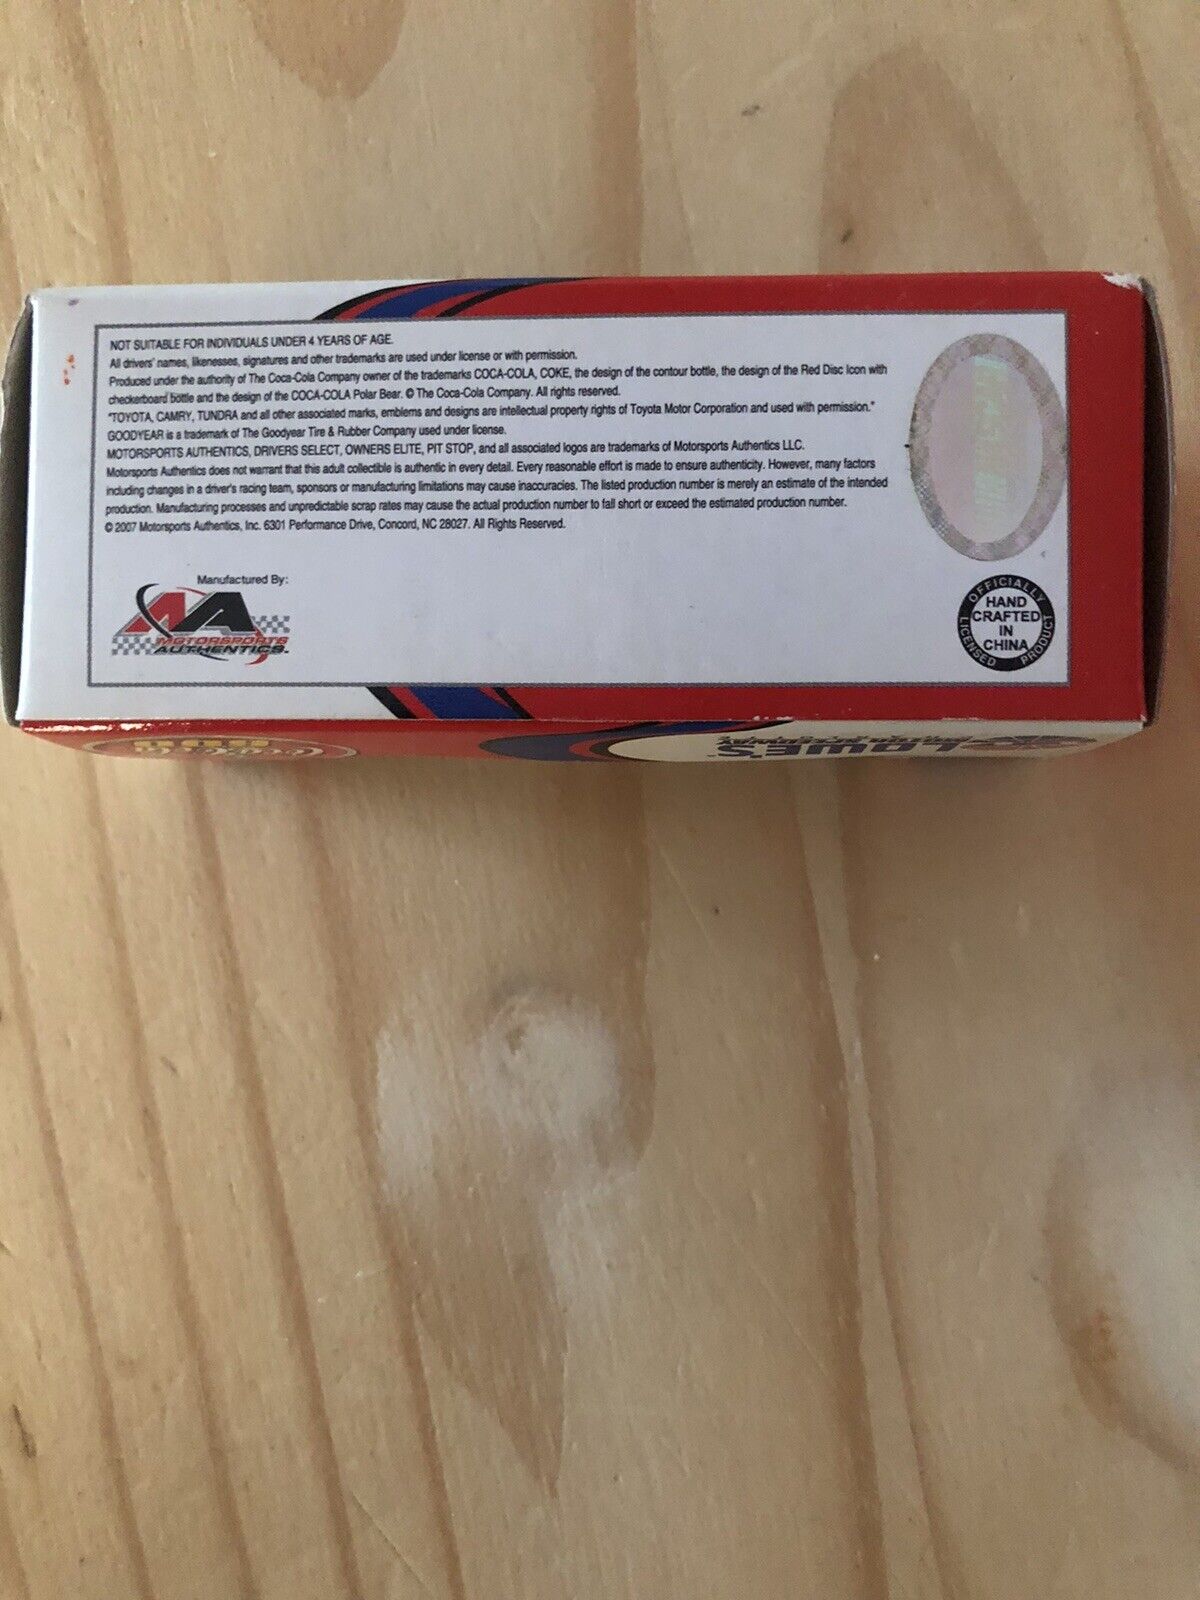 NOT SUITABLE FOR INDIVIDUALS UNDER 4 YEARS OF AGE.
All drivers' names, likenesses, signatures and other trademarks are used under license or with permission.
Produced under the authority of The Coca-Cola Company owner of the trademarks COCA-COLA, COKE, the design of the contour bottle, the design of the Red Disc Icon with
checkerboard bottle and the design of the COCA-COLA Polar Bear. © The Coca-Cola Company. All rights reserved.
"TOYOTA, CAMRY, TUNDRA and all other associated marks, emblems and designs are intellectual property rights of Toyota Motor Corporation and used with permission."
GOODYEAR is a trademark of The Goodyear Tire & Rubber Company used under license.
MOTORSPORTS AUTHENTICS, DRIVERS SELECT, OWNERS ELITE, PIT STOP, and all associated logos are trademarks of Motorsports Authentics LLC.
Motorsports Authentics does not warrant that this adult collectible is authentic in every detail. Every reasonable effort is made to ensure authenticity. However, many factors
including changes in a driver's racing team, sponsors or manufacturing limitations may cause inaccuracies. The listed production number is merely an estimate of the intended
production. Manufacturing processes and unpredictable scrap rates may cause the actual production number to fall short or exceed the estimated production number.
© 2007 Motorsports Authentics, Inc. 6301 Performance Drive, Concord, NC 28027. All Rights Reserved.
Manufactured By:
MA
MOTORSPORTS
AUTHENTICS.
OFFICIALLY
HAND
CRAFTED
IN
CHINA
LICENSED PRODUCT
600
LOWE'S